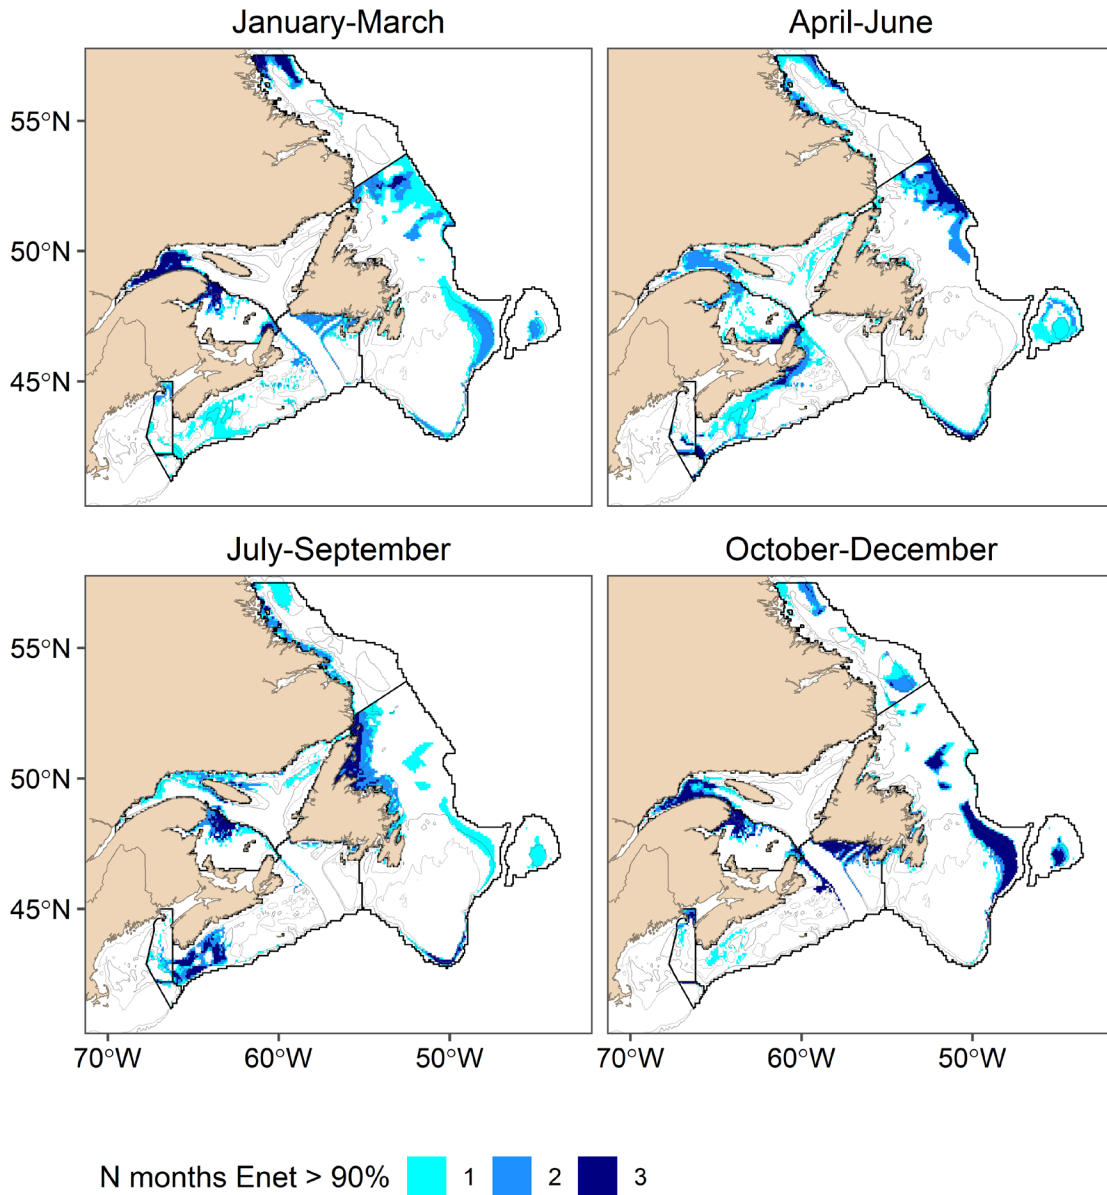 January-March
April-June
55°N
50°N
45°N
July-September
October-December
55°N
50°N
45°N
70°W 60°W 50°W 70°W 60°W 50°W
N months Enet > 90% 1 2 3